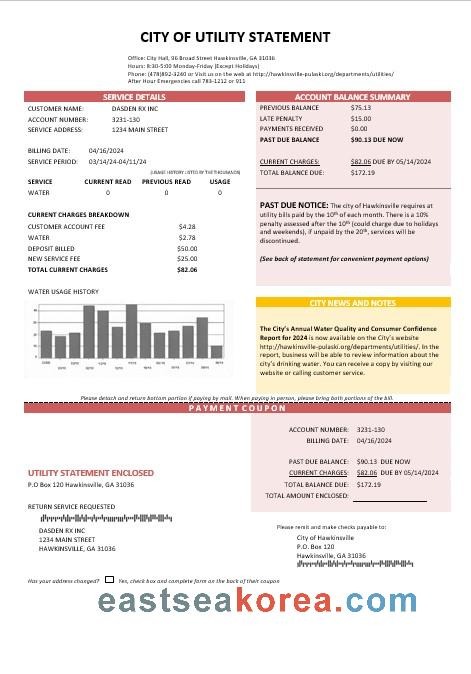 CITY OF UTILITY STATEMENT
Office: City Hall, 96 Broad Street Hawkinsville, GA 31036
Hours: 8:30-5:00 Monday-Friday (Except Holidays)
Phone: (478)892-3240 or Visit us on the web at http://hawkinsville-pulaski.org/departments/utilities/
After Hour Emergencies call 783-1212 or 911
SERVICE DETAILS
CUSTOMER NAME: DASDEN RX INC
ACCOUNT NUMBER: 3231-130
SERVICE ADDRESS: 1234 MAIN STREET
BILLING DATE: 04/16/2024
SERVICE PERIOD: 03/14/24-04/11/24
(USAGE HISTORY LISTED BY THE THOUSANDS)
SERVICE CURRENT READ PREVIOUS READ USAGE
WATER 0 0 0
CURRENT CHARGES BREAKDOWN
CUSTOMER ACCOUNT FEE $4.28
WATER $2.78
DEPOSIT BILLED $50.00
NEW SERVICE FEE $25.00
TOTAL CURRENT CHARGES $82.06
WATER USAGE HISTORY
40
30
20
10
0
ACCOUNT BALANCE SUMMARY
PREVIOUS BALANCE $75.13
LATE PENALTY $15.00
PAYMENTS RECEIVED $0.00
PAST DUE BALANCE $90.13 DUE NOW
CURRENT CHARGES: $82.06 DUE BY 05/14/2024
TOTAL BALANCE DUE: $172.19
PAST DUE NOTICE: The city of Hawkinsville requires at
utility bills paid by the 10th of each month. There is a 10%
penalty assessed after the 10th (could charge due to holidays
and weekends), if unpaid by the 20th, services will be
discontinued.
(See back of statement for convenient payment options)
CITY NEWS AND NOTES
The City's Annual Water Quality and Consumer Confidence
Report for 2024 is now available on the City's website
http://hawkinsville-pulaski.org/departments/utilities/. In the
report, business will be able to review information about the
city's drinking water. You can receive a copy by visiting our
website or calling customer service.
Please detach and return bottom portion if paying by mail. When paying in person, please bring both portions of the bill.
PAYMENT COUPON
ACCOUNT NUMBER: 3231-130
BILLING DATE: 04/16/2024
PAST DUE BALANCE: $90.13 DUE NOW
CURRENT CHARGES: $82.06 DUE BY 05/14/2024
TOTAL BALANCE DUE: $172.19
TOTAL AMOUNT ENCLOSED:
UTILITY STATEMENT ENCLOSED
P.O Box 120 Hawkinsville, GA 31036
RETURN SERVICE REQUESTED
DASDEN RX INC
1234 MAIN STREET
HAWKINSVILLE, GA 31036
Please remit and make checks payable to:
City of Hawkinsville
P.O. Box 120
Hawkinsville, GA 31036
Has your address changed? Yes, check box and complete form on the back of their coupon
eastseakorea.com